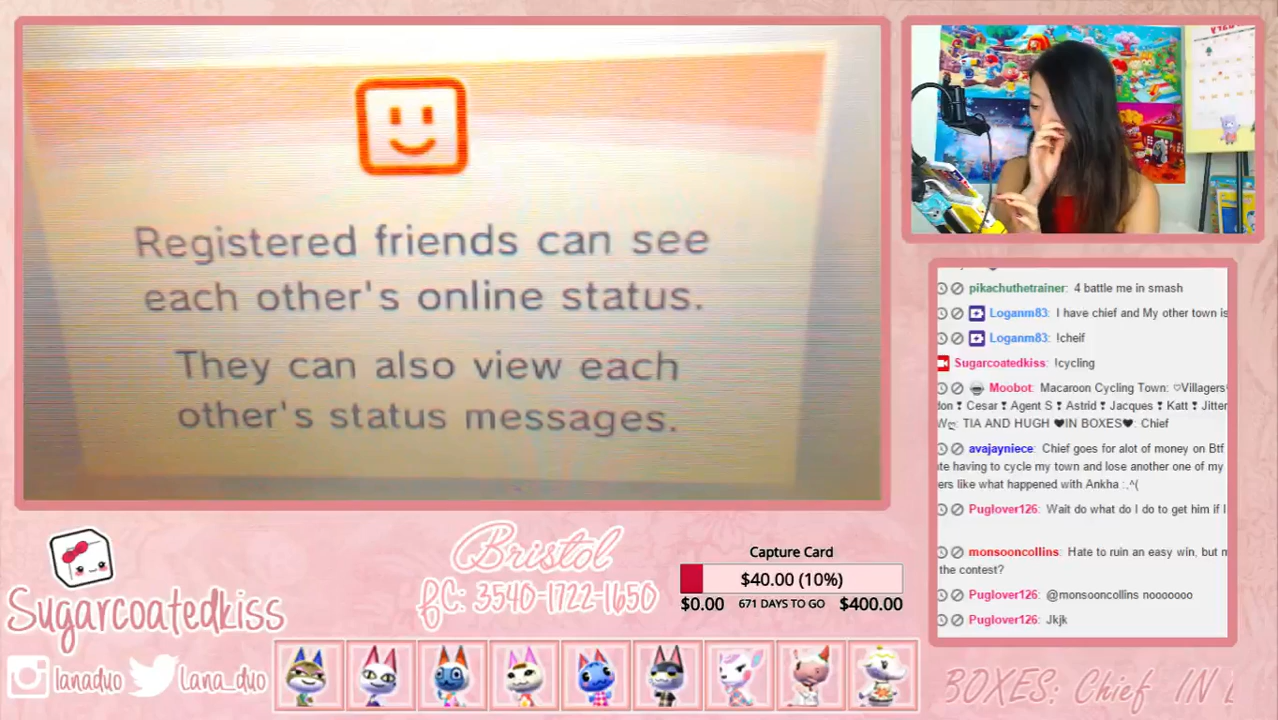 Registered friends can see
each other's online status.
They can also view each
other's status messages.
pikachuthetrainer: 4 battle me in smash
Loganm83: I have chief and My other town is
Loganm83: !cheif
Sugarcoatedkiss: !cycling
Moobot: Macaroon Cycling Town: ♡Villagers
don ❢ Cesar ❢ Agent S ❢ Astrid ❢ Jacques ❢ Katt ❢ Jitter
TIA AND HUGH ♥IN BOXES♥: Chief
avajayniece: Chief goes for alot of money on Btf
te having to cycle my town and lose another one of my
ers like what happened with Ankha :,^(
Puglover126: Wait do what do I do to get him if I
monsooncollins: Hate to ruin an easy win, but
the contest?
Puglover126: @monsooncollins nooooooo
Puglover126: Jkjk
Sugarcoatedkiss
lanaduo
Lana_duo
Bristol
FC: 3540-1722-1650
Capture Card
$40.00 (10%)
$0.00 671 DAYS TO GO $400.00
BOXES: Chief IN